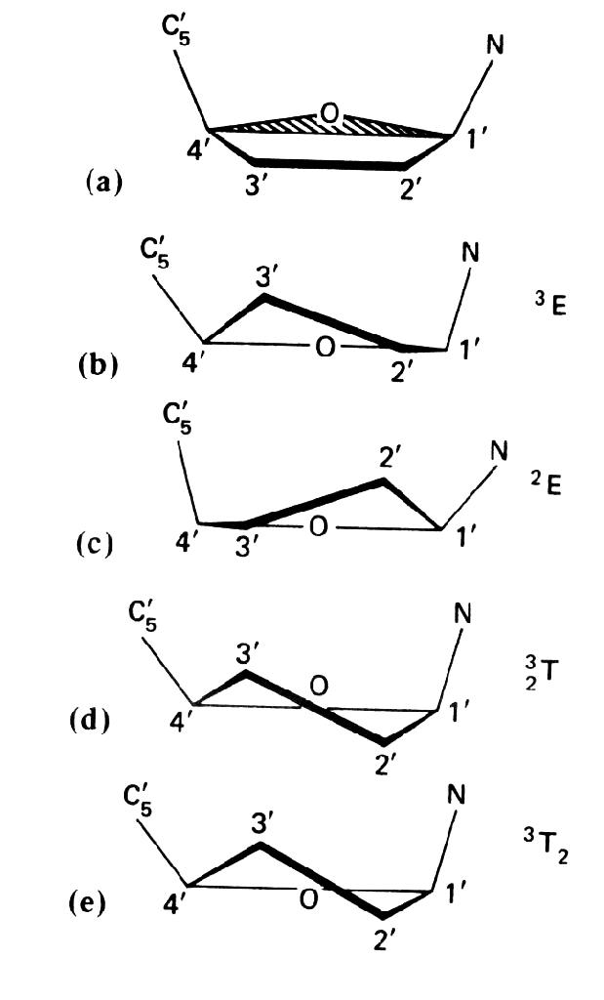 C′5 N
O
4′ 1′
3′ 2′
(a)
C′5 N
3′
³E
O
4′ 2′ 1′
(b)
C′5
2′ N
²E
O
4′ 3′ 1′
(c)
C′5 N
3′
O
³₂T
4′ 1′
2′
(d)
C′5 N
3′
³T₂
4′ O 1′
2′
(e)